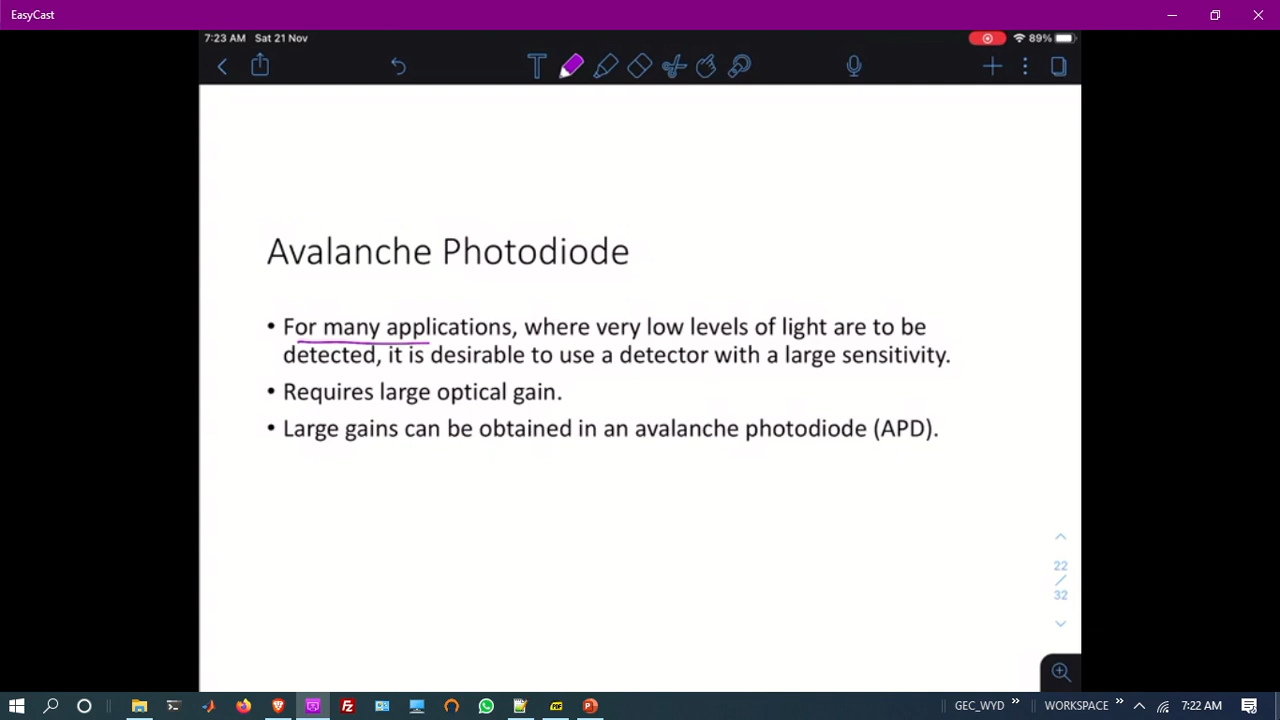 EasyCast
7:23 AM Sat 21 Nov
89%
Avalanche Photodiode
• For many applications, where very low levels of light are to be
detected, it is desirable to use a detector with a large sensitivity.
• Requires large optical gain.
• Large gains can be obtained in an avalanche photodiode (APD).
22
/
32
GEC_WYD
WORKSPACE
7:22 AM